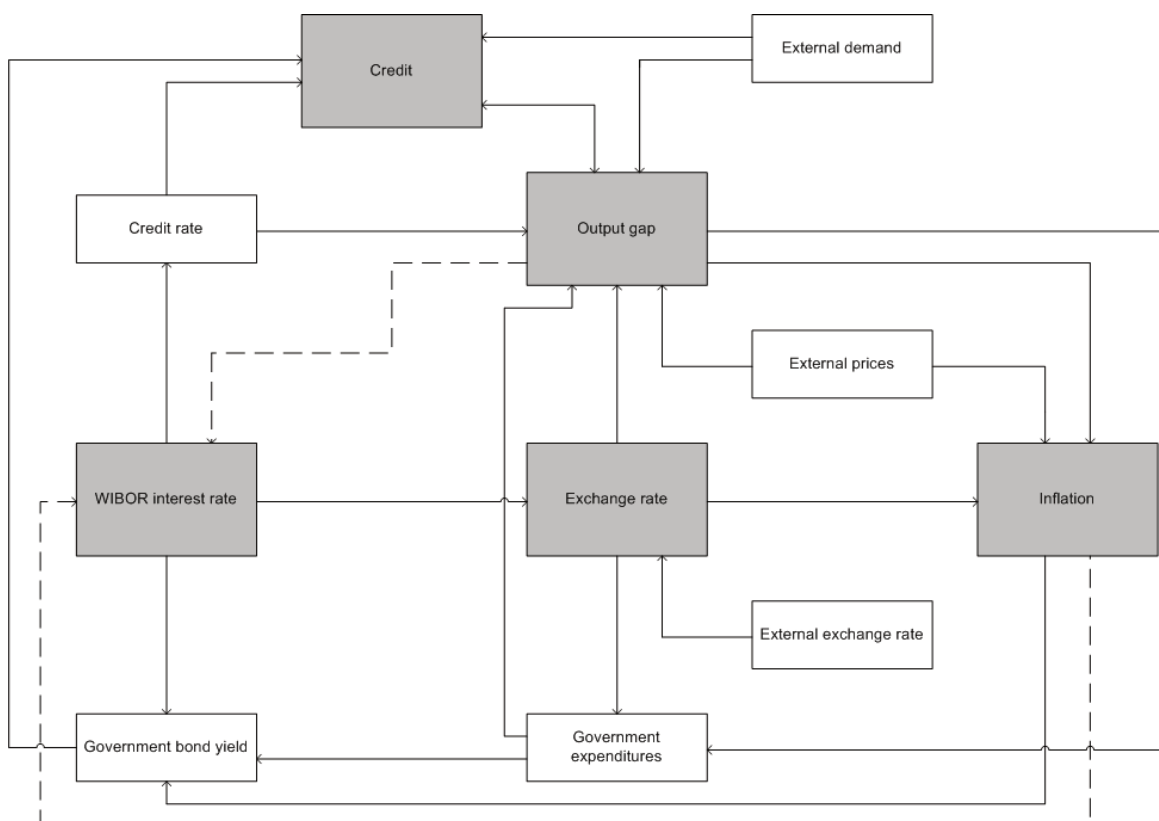 External demand
Credit
Credit rate
Output gap
External prices
WIBOR interest rate
Exchange rate
Inflation
External exchange rate
Government bond yield
Government
expenditures